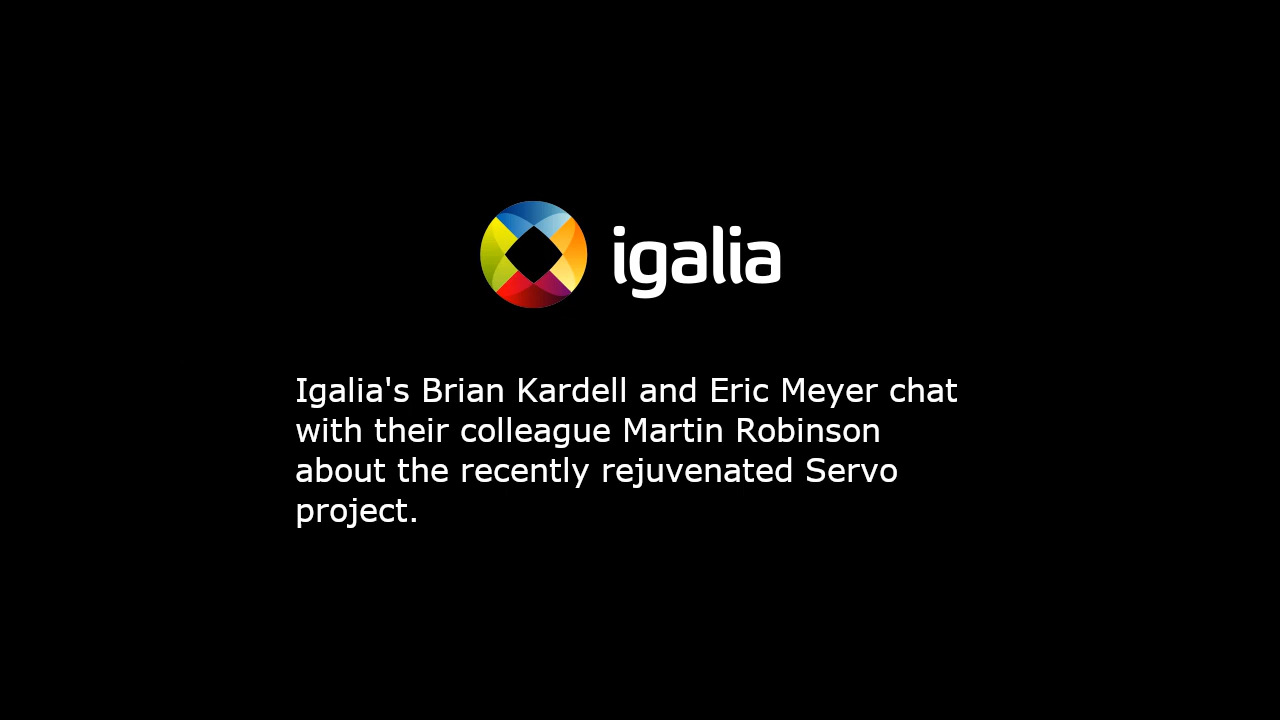 igalia
Igalia's Brian Kardell and Eric Meyer chat
with their colleague Martin Robinson
about the recently rejuvenated Servo
project.